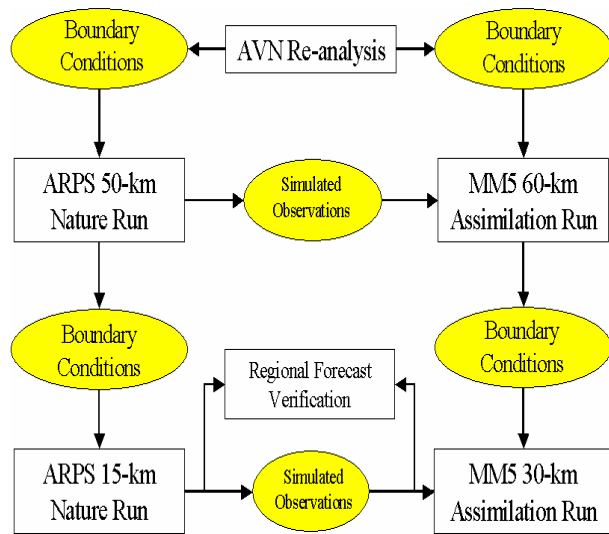 Boundary
Conditions
AVN Re-analysis
Boundary
Conditions
ARPS 50-km
Nature Run
Simulated
Observations
MM5 60-km
Assimilation Run
Boundary
Conditions
Regional Forecast
Verification
Boundary
Conditions
ARPS 15-km
Nature Run
Simulated
Observations
MM5 30-km
Assimilation Run